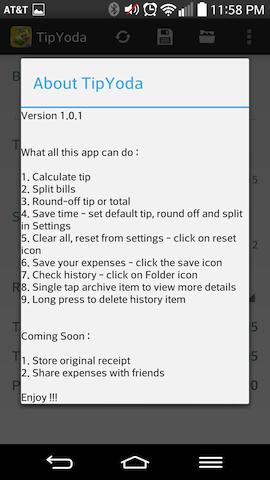 AT&T 11:58 PM
TipYoda
About TipYoda
Version 1.0.1
What all this app can do :
1. Calculate tip
2. Split bills
3. Round-off tip or total
4. Save time - set default tip, round off and split
in Settings
5. Clear all, reset from settings - click on reset
icon
6. Save your expenses - click the save icon
7. Check history - click on Folder icon
8. Single tap archive item to view more details
9. Long press to delete history item
Coming Soon :
1. Store original receipt
2. Share expenses with friends
Enjoy !!!